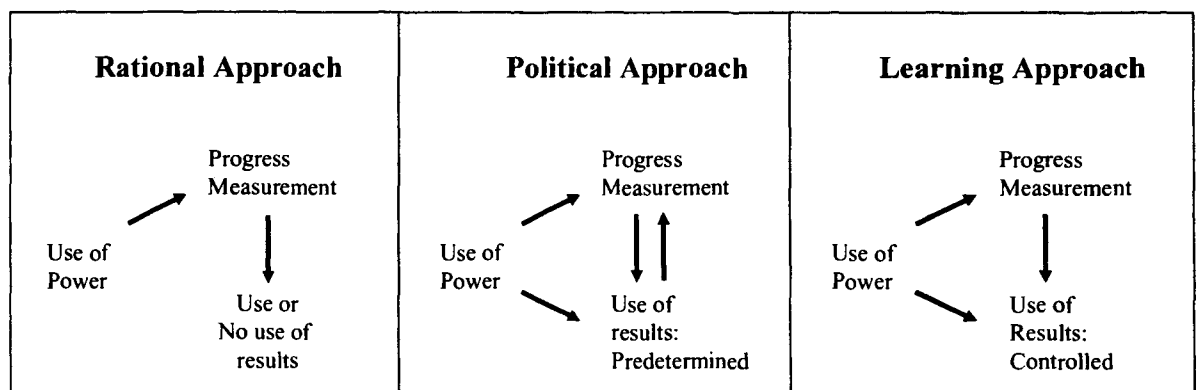 Rational Approach
Progress
Measurement
Use of
Power
Use or
No use of
results
Political Approach
Progress
Measurement
Use of
Power
Use of
results:
Predetermined
Learning Approach
Progress
Measurement
Use of
Power
Use of
Results:
Controlled